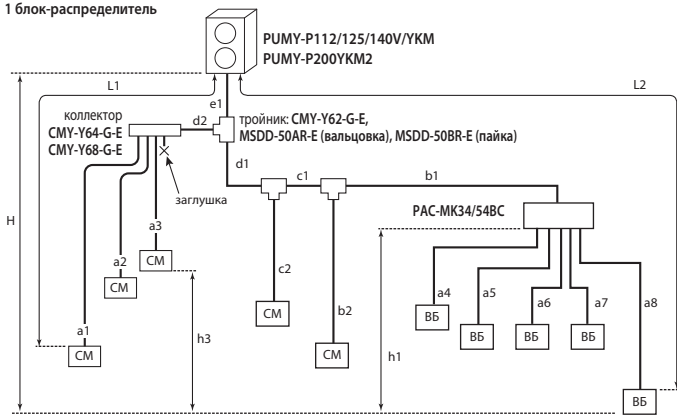 1 блок-распределитель
PUMY-P112/125/140V/YKM
PUMY-P200YKM2
L1
L2
e1
коллектор
CMY-Y64-G-E
CMY-Y68-G-E
d2
тройник: CMY-Y62-G-E,
MSDD-50AR-E (вальцовка), MSDD-50BR-E (пайка)
d1
c1
b1
заглушка
PAC-MK34/54BC
H
a3
a2
СМ
СМ
a1
СМ
h3
c2
СМ
b2
СМ
h1
a4
a5
a6
a7
a8
ВБ
ВБ
ВБ
ВБ
ВБ